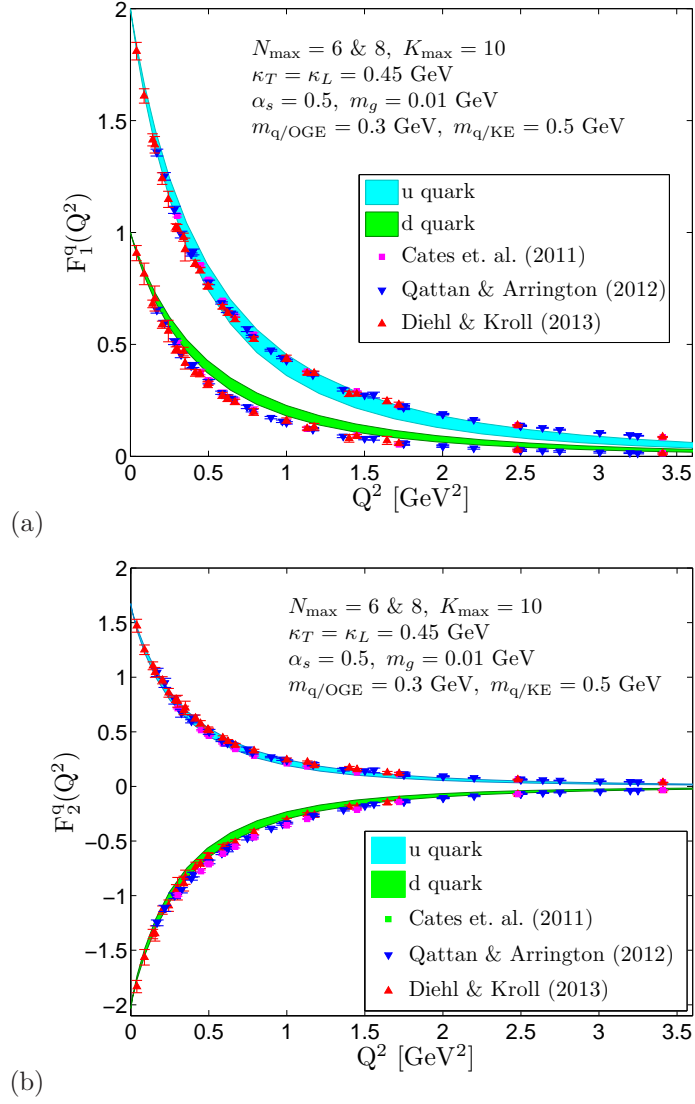 2
N_max = 6 & 8, K_max = 10
κ_T = κ_L = 0.45 GeV
α_s = 0.5, m_g = 0.01 GeV
m_q/OGE = 0.3 GeV, m_q/KE = 0.5 GeV
1.5
u quark
d quark
Cates et. al. (2011)
Qattan & Arrington (2012)
Diehl & Kroll (2013)
F_1^q(Q^2)
1
0.5
0
0 0.5 1 1.5 2 2.5 3 3.5
Q^2 [GeV^2]
(a)
2
N_max = 6 & 8, K_max = 10
κ_T = κ_L = 0.45 GeV
α_s = 0.5, m_g = 0.01 GeV
m_q/OGE = 0.3 GeV, m_q/KE = 0.5 GeV
1.5
1
0.5
0
F_2^q(Q^2)
−0.5
u quark
d quark
Cates et. al. (2011)
Qattan & Arrington (2012)
Diehl & Kroll (2013)
−1
−1.5
−2
0 0.5 1 1.5 2 2.5 3 3.5
Q^2 [GeV^2]
(b)